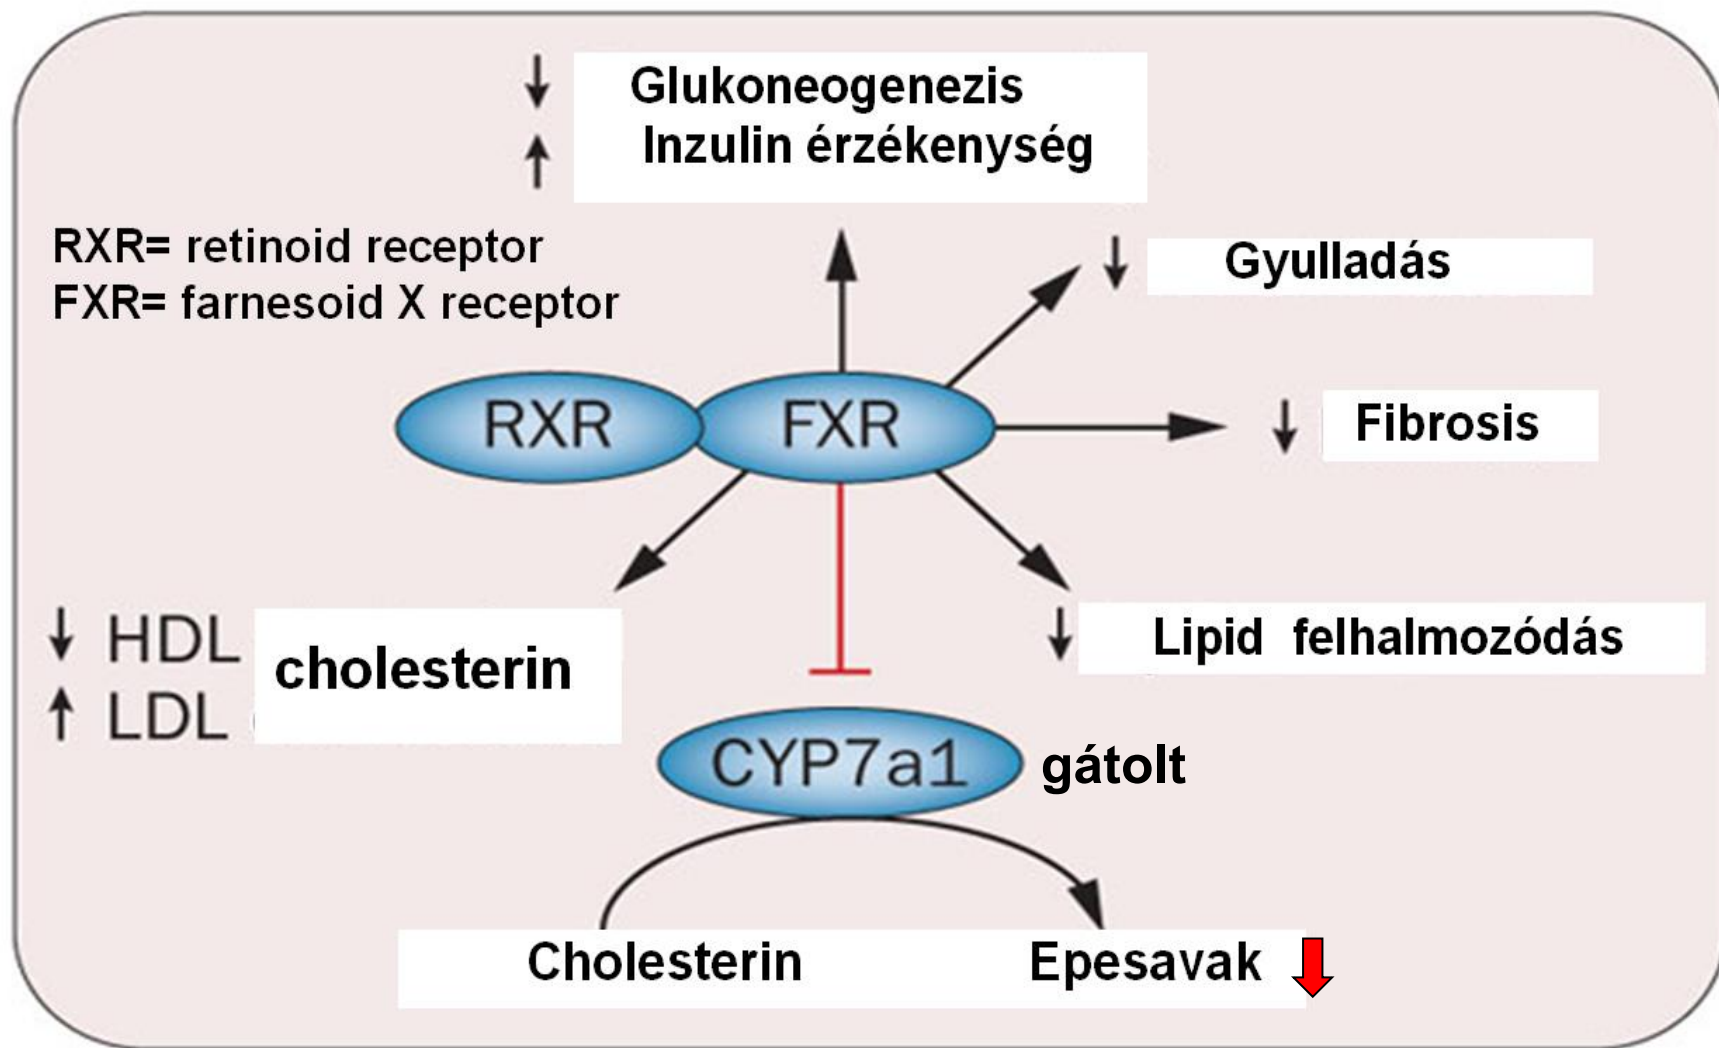 Glukoneogenezis
Inzulin érzékenység
RXR= retinoid receptor
FXR= farnesoid X receptor
Gyulladás
RXR
FXR
Fibrosis
HDL
LDL
cholesterin
Lipid felhalmozódás
CYP7a1
gátolt
Cholesterin
Epesavak